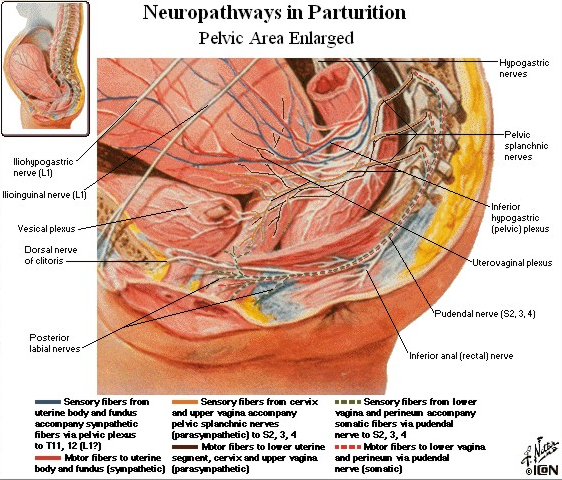 Neuropathways in Parturition
Pelvic Area Enlarged
Hypogastric
nerves
Pelvic
splanchnic
nerves
Iliohypogastric
nerve (L1)
Ilioinguinal nerve (L1)
Inferior
hypogastric
(pelvic) plexus
Vesical plexus
Dorsal nerve
of clitoris
Uterovaginal plexus
Pudendal nerve (S2, 3, 4)
Posterior
labial nerves
Inferior anal (rectal) nerve
Sensory fibers from
uterine body and fundus
accompany sympathetic
fibers via pelvic plexus
to T11, 12 (L1?)
Motor fibers to uterine
body and fundus (sympathetic)
Sensory fibers from cervix
and upper vagina accompany
pelvic splanchnic nerves
(parasympathetic) to S2, 3, 4
Motor fibers to lower uterine
segment, cervix and upper vagina
(parasympathetic)
Sensory fibers from lower
vagina and perineum accompany
somatic fibers via pudendal
nerve to S2, 3, 4
Motor fibers to lower vagina
and perineum via pudendal
nerve (somatic)
F. Netter
© ICON